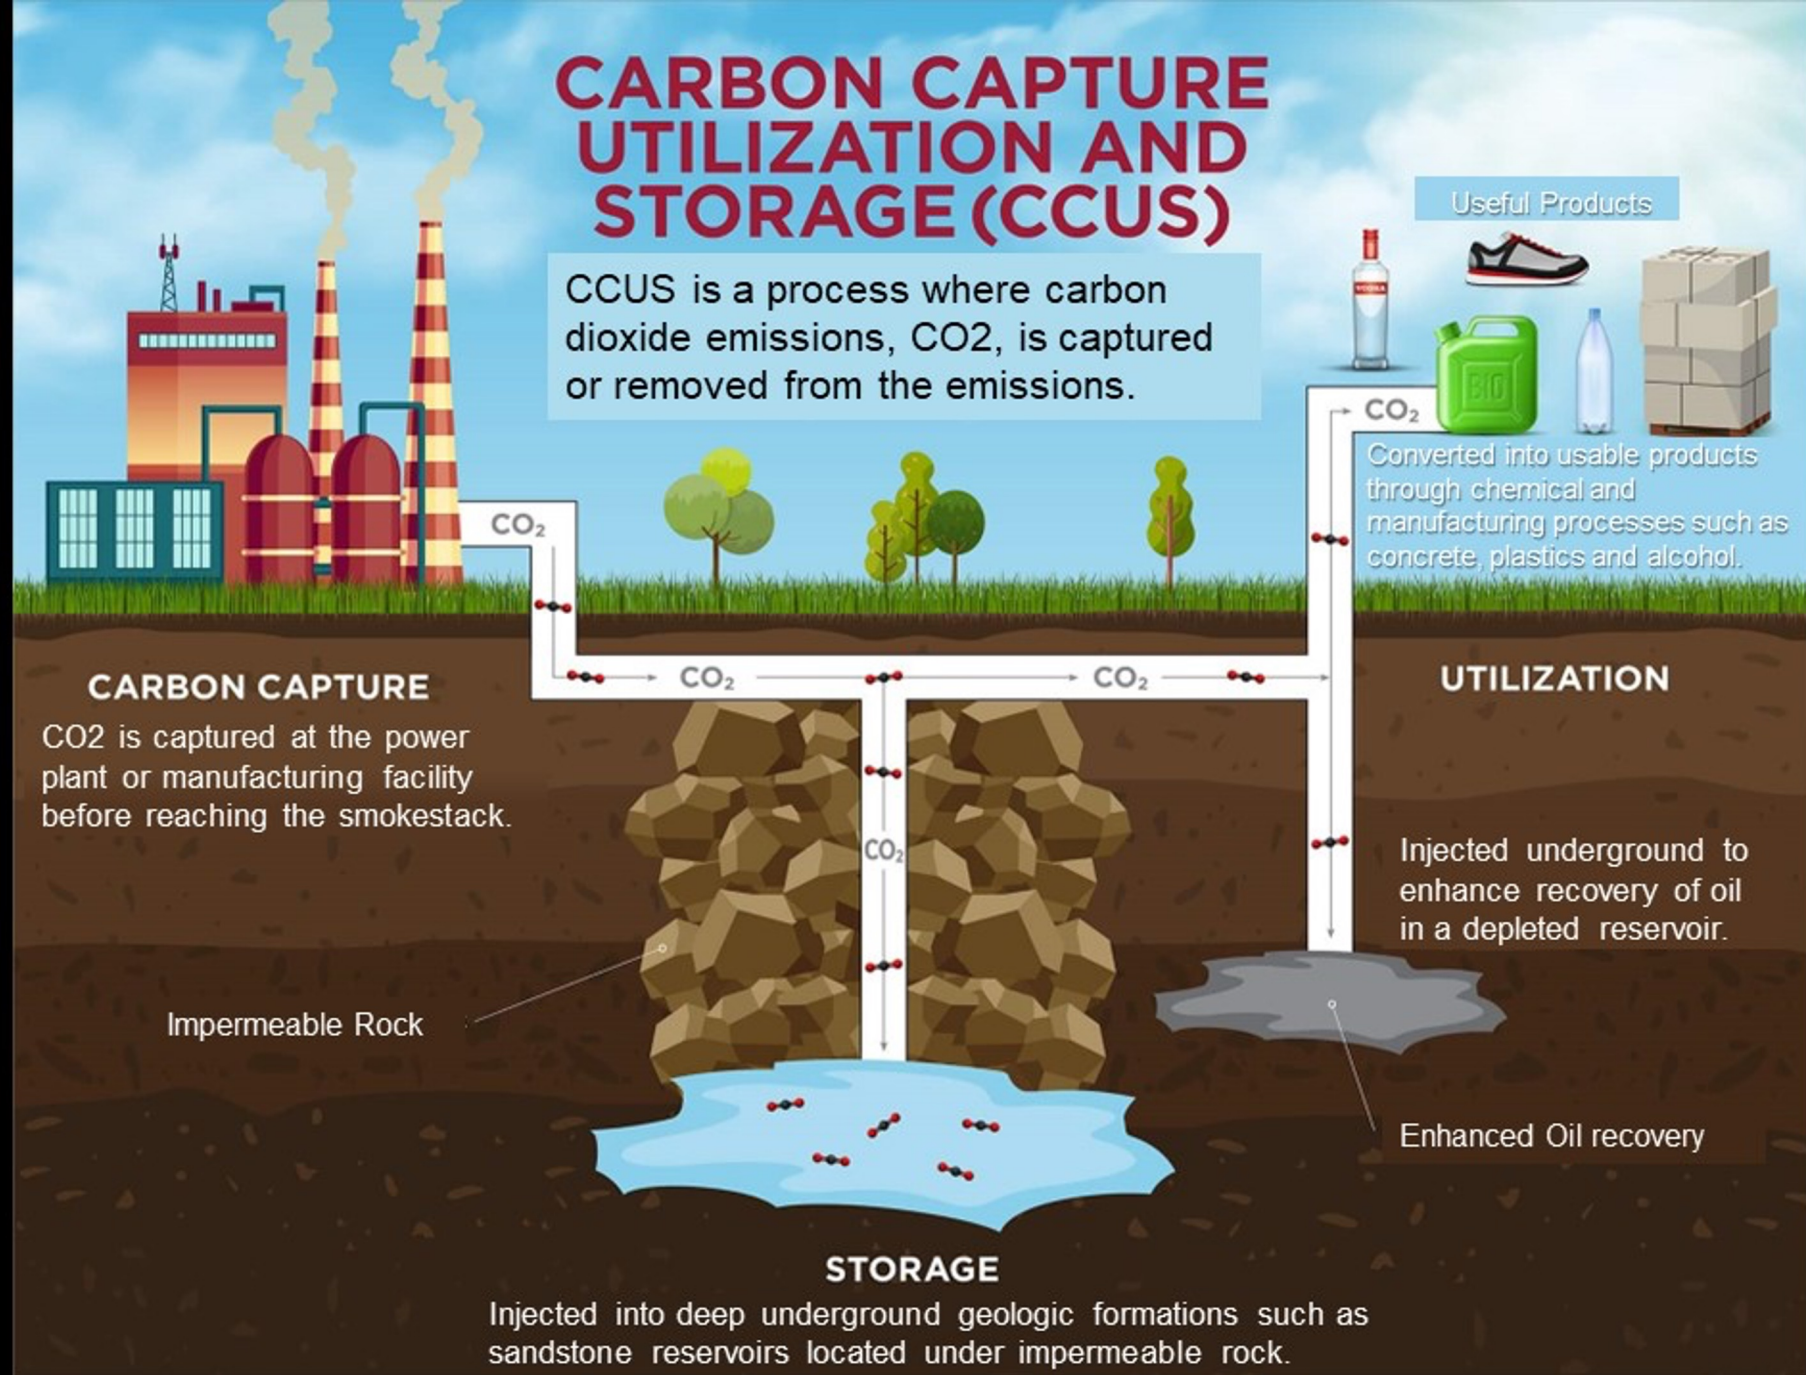 CARBON CAPTURE
UTILIZATION AND
STORAGE (CCUS)
CCUS is a process where carbon
dioxide emissions, CO2, is captured
or removed from the emissions.
Useful Products
VODKA
BIO
CO₂
Converted into usable products
through chemical and
manufacturing processes such as
concrete, plastics and alcohol.
CO₂
CARBON CAPTURE
CO2 is captured at the power
plant or manufacturing facility
before reaching the smokestack.
CO₂
CO₂
UTILIZATION
CO₂
Injected underground to
enhance recovery of oil
in a depleted reservoir.
Impermeable Rock
Enhanced Oil recovery
STORAGE
Injected into deep underground geologic formations such as
sandstone reservoirs located under impermeable rock.